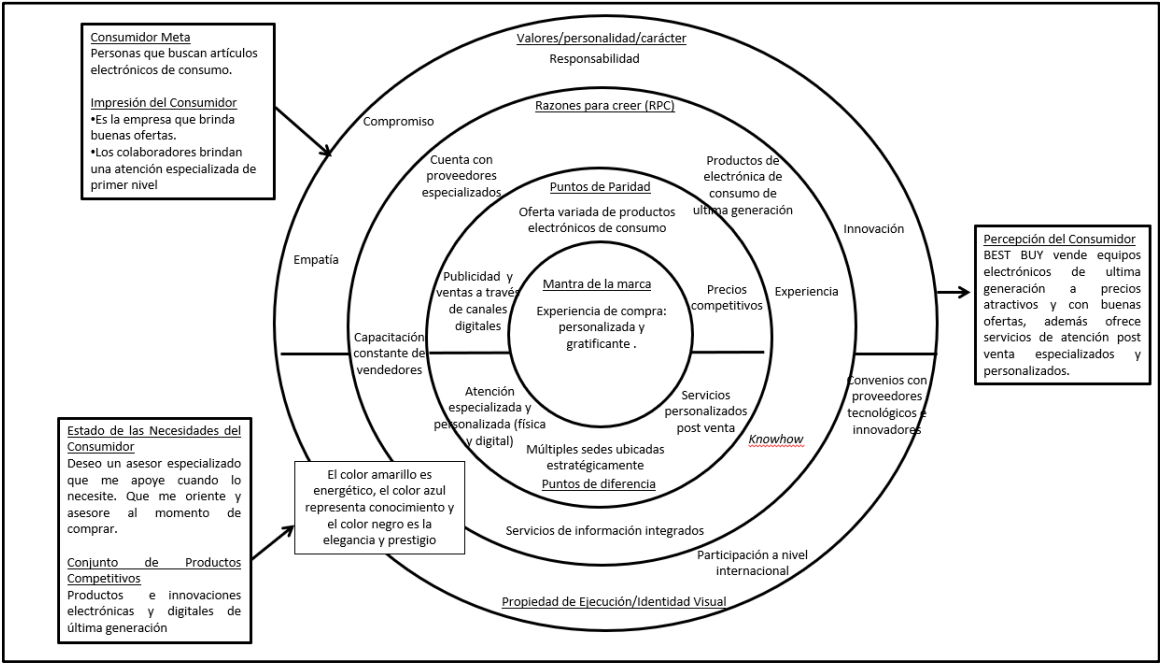 Consumidor Meta
Personas que buscan artículos
electrónicos de consumo.
Impresión del Consumidor
•Es la empresa que brinda
buenas ofertas.
•Los colaboradores brindan
una atención especializada de
primer nivel
Valores/personalidad/carácter
Responsabilidad
Compromiso
Empatía
Innovación
Razones para creer (RPC)
Cuenta con
proveedores
especializados
Productos de
electrónica de
consumo de
ultima generación
Experiencia
Capacitación
constante de
vendedores
Puntos de Paridad
Oferta variada de productos
electrónicos de consumo
Publicidad y
ventas a través
de canales
digitales
Precios
competitivos
Mantra de la marca
Experiencia de compra:
personalizada y
gratificante .
Percepción del Consumidor
BEST BUY vende equipos
electrónicos de ultima
generación a precios
atractivos y con buenas
ofertas, además ofrece
servicios de atención post
venta especializados y
personalizados.
Atención
especializada y
personalizada (física
y digital)
Servicios
personalizados
post venta
Múltiples sedes ubicadas
estratégicamente
Puntos de diferencia
Knowhow
Convenios con
proveedores
tecnológicos e
innovadores
Estado de las Necesidades del
Consumidor
Deseo un asesor especializado
que me apoye cuando lo
necesite. Que me oriente y
asesore al momento de
comprar.
Conjunto de Productos
Competitivos
Productos e innovaciones
electrónicas y digitales de
última generación
El color amarillo es
energético, el color azul
representa conocimiento y
el color negro es la
elegancia y prestigio
Servicios de información integrados
Participación a nivel
internacional
Propiedad de Ejecución/Identidad Visual